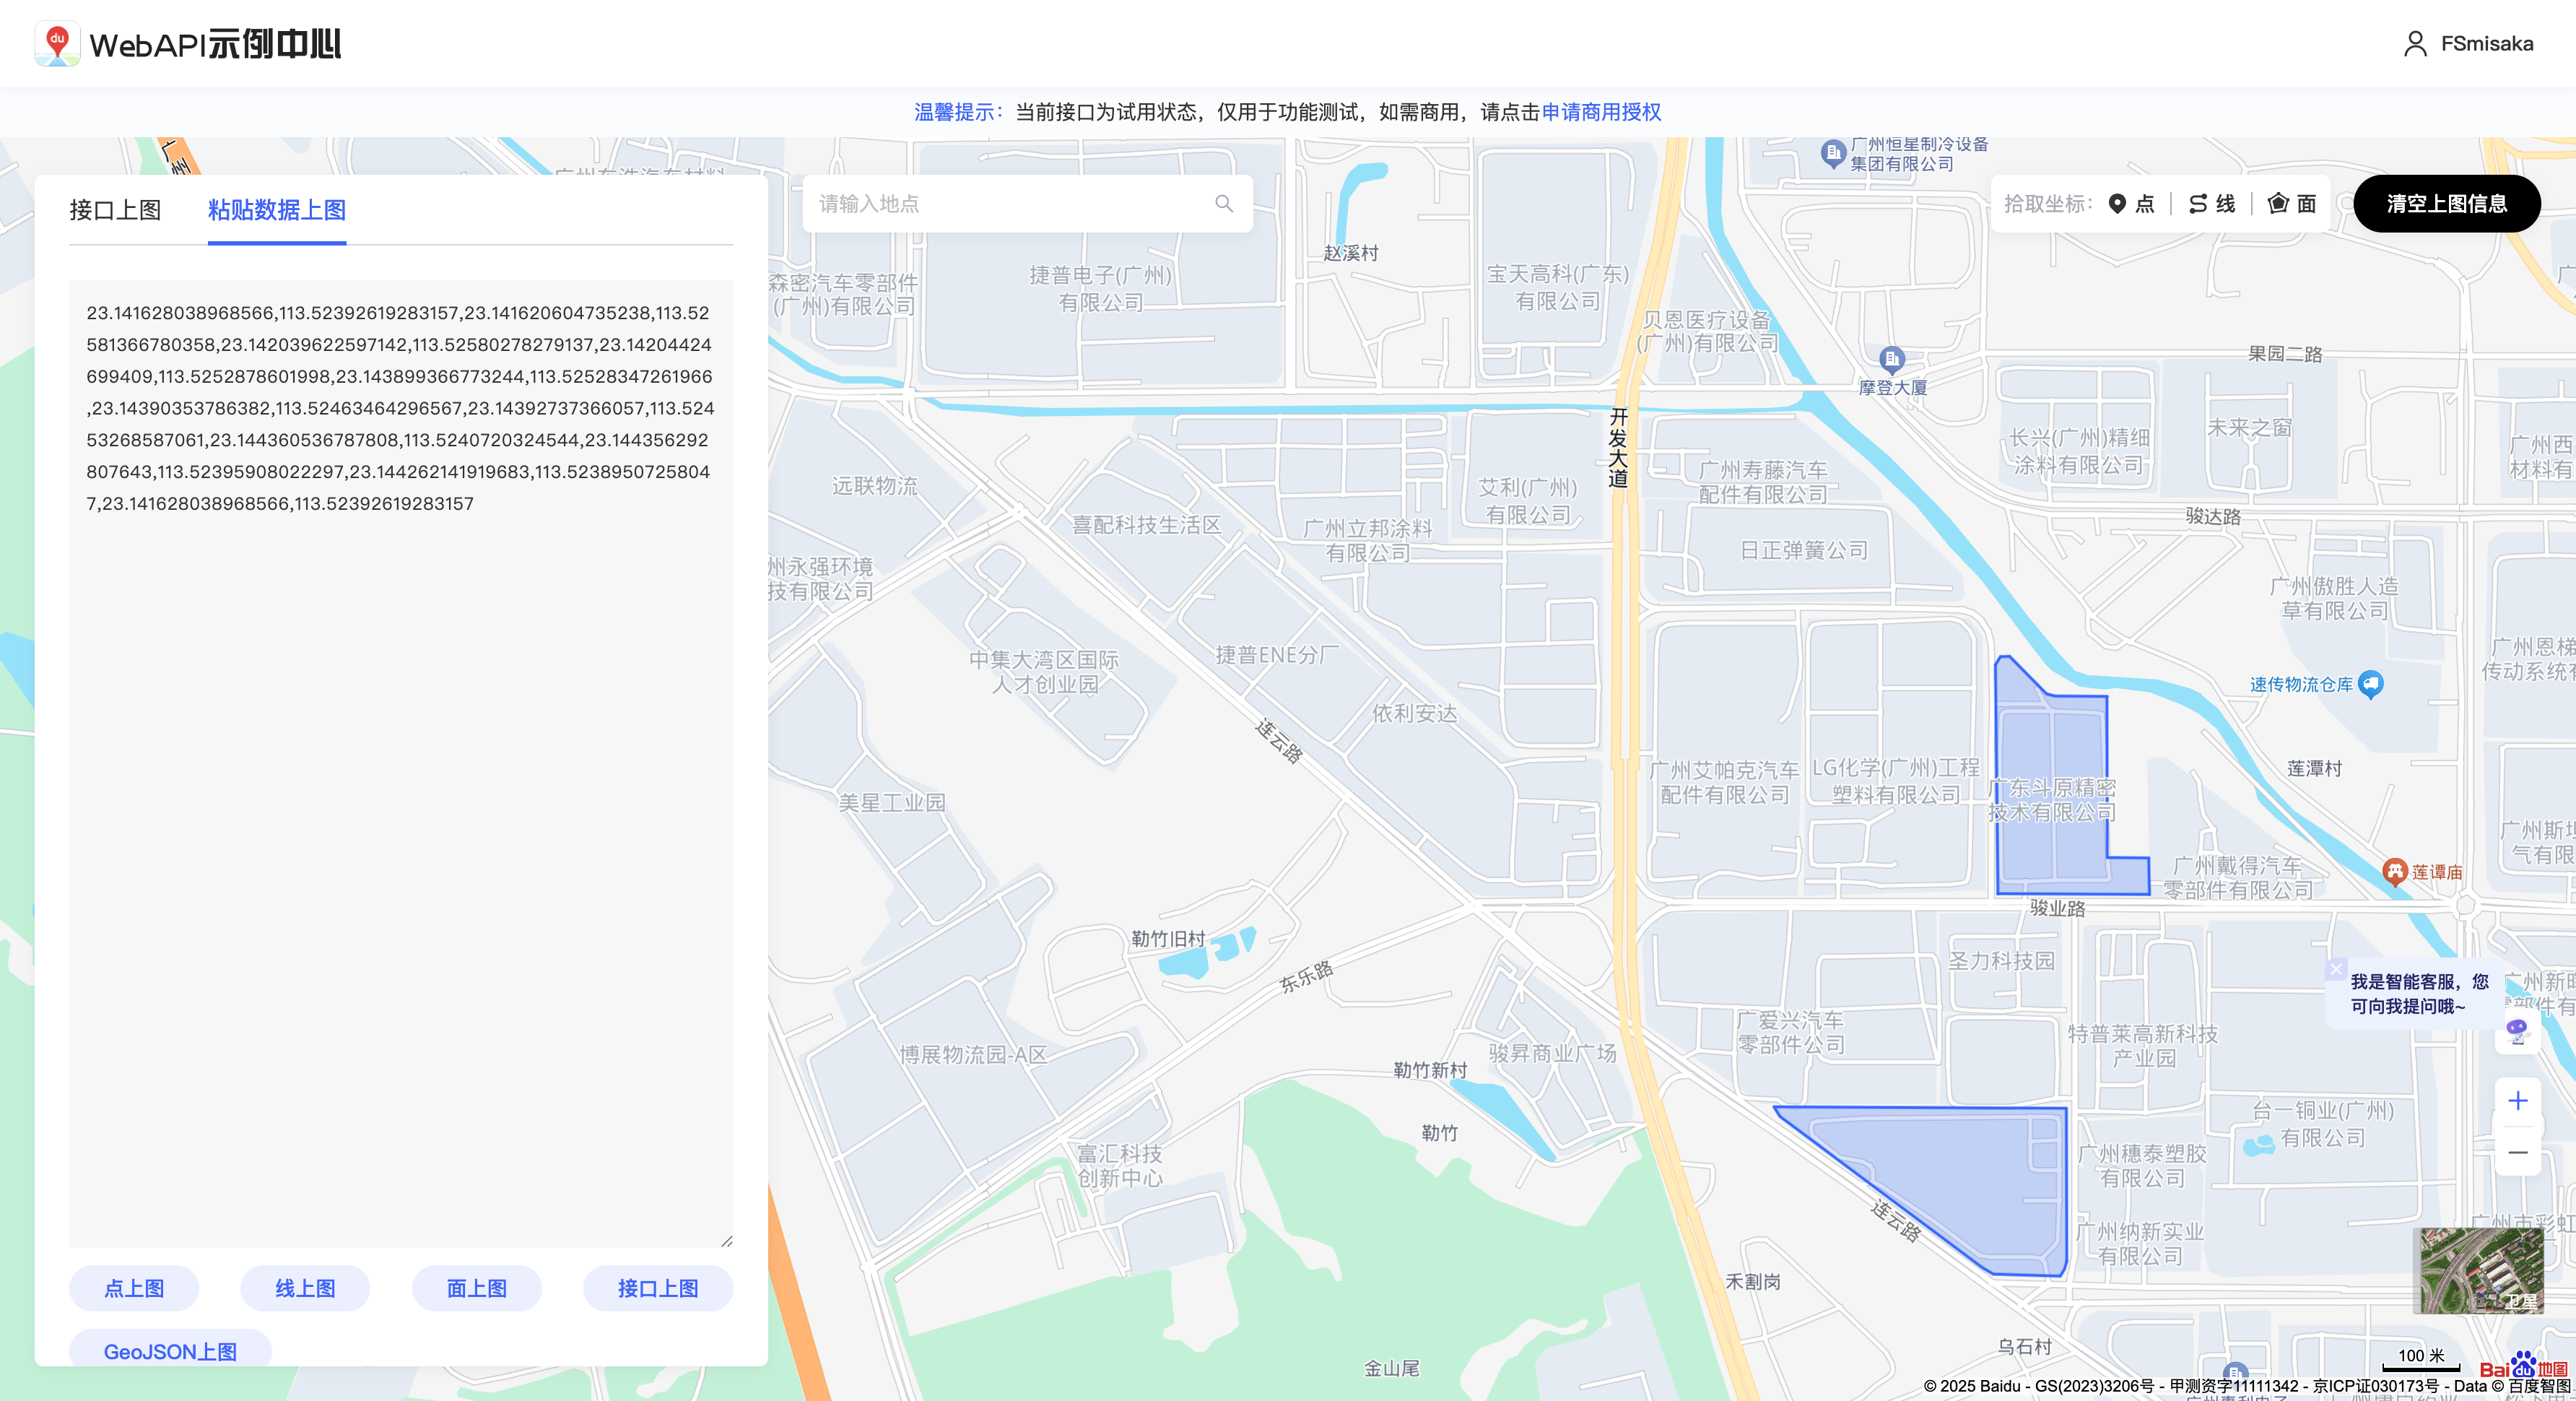 du WebAPI示例中心
FSmisaka
温馨提示：当前接口为试用状态，仅用于功能测试，如需商用，请点击申请商用授权
接口上图
粘贴数据上图
23.141628038968566,113.52392619283157,23.141620604735238,113.52
581366780358,23.142039622597142,113.52580278279137,23.14204424
699409,113.5252878601998,23.143899366773244,113.52528347261966
,23.14390353786382,113.52463464296567,23.14392737366057,113.524
53268587061,23.144360536787808,113.5240720324544,23.144356292
807643,113.52395908022297,23.144262141919683,113.5238950725804
7,23.141628038968566,113.52392619283157
点上图
线上图
面上图
接口上图
GeoJSON上图
请输入地点
拾取坐标：
点
线
面
清空上图信息
广州恒星制冷设备
集团有限公司
赵溪村
森密汽车零部件
(广州)有限公司
捷普电子(广州)
有限公司
宝天高科(广东)
有限公司
贝恩医疗设备
(广州)有限公司
摩登大厦
果园二路
开发大道
长兴(广州)精细
涂料有限公司
未来之窗
广州西
材料有
远联物流
喜配科技生活区
广州立邦涂料
有限公司
艾利(广州)
有限公司
广州寿藤汽车
配件有限公司
骏达路
日正弹簧公司
州永强环境
技有限公司
广州傲胜人造
草有限公司
中集大湾区国际
人才创业园
捷普ENE分厂
依利安达
连云路
速传物流仓库
广州恩梯
传动系统有
美星工业园
广州艾帕克汽车
配件有限公司
LG化学(广州)工程
塑料有限公司
广东斗原精密
技术有限公司
莲潭村
广州斯坦
气有限
广州戴得汽车
零部件有限公司
莲谭庙
骏业路
勒竹旧村
东乐路
圣力科技园
我是智能客服，您
可向我提问哦~
博展物流园-A区
勒竹新村
骏昇商业广场
广爱兴汽车
零部件公司
特普莱高新科技
产业园
勒竹
台一铜业(广州)
有限公司
富汇科技
创新中心
广州穗泰塑胶
有限公司
连云路
广州纳新实业
有限公司
广州市彩虹
禾割岗
卫星
乌石村
金山尾
100 米
Bai du 地图
© 2025 Baidu - GS(2023)3206号 - 甲测资字11111342 - 京ICP证030173号 - Data © 百度智图